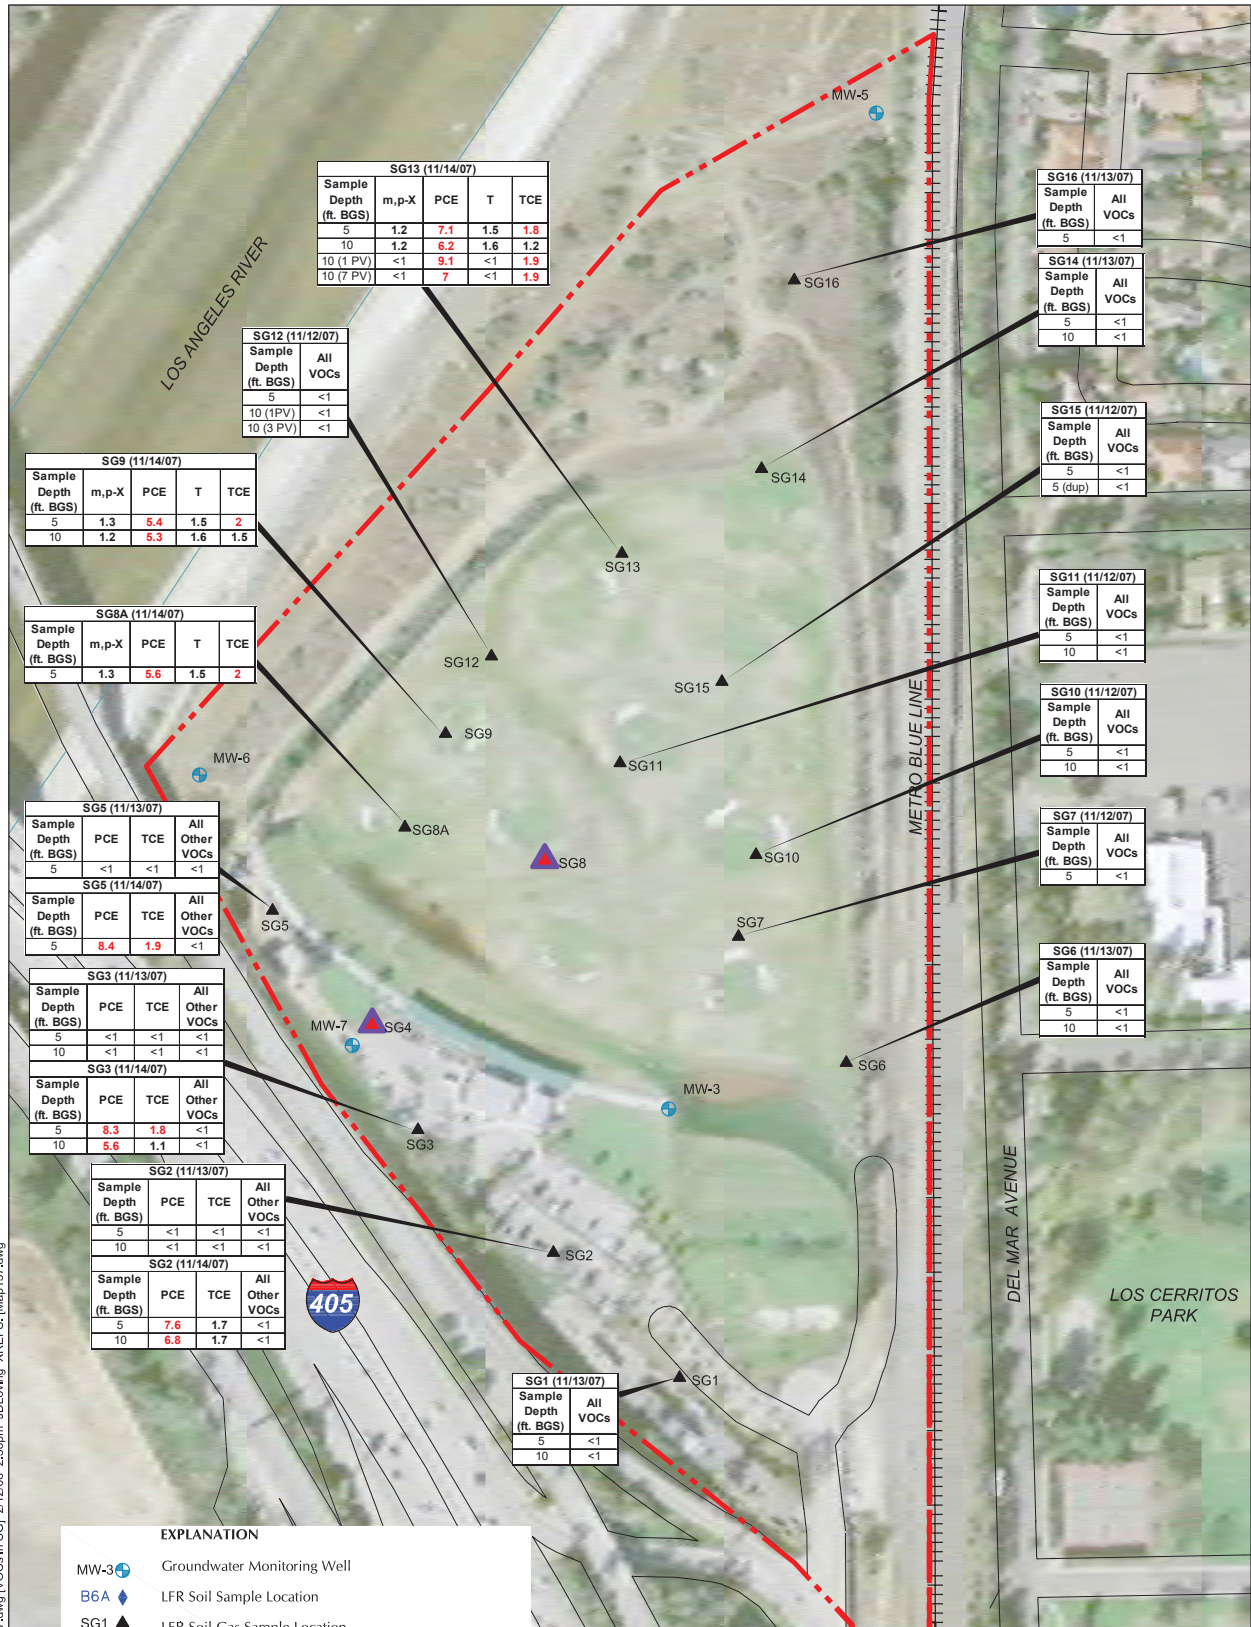 MW-5
SG13 (11/14/07)
Sample Depth (ft. BGS) m,p-X PCE T TCE
5 1.2 7.1 1.5 1.8
10 1.2 6.2 1.6 1.2
10 (1 PV) <1 9.1 <1 1.9
10 (7 PV) <1 7 <1 1.9
SG16 (11/13/07)
Sample Depth (ft. BGS) All VOCs
5 <1
SG14 (11/13/07)
Sample Depth (ft. BGS) All VOCs
5 <1
10 <1
LOS ANGELES RIVER
SG16
SG12 (11/12/07)
Sample Depth (ft. BGS) All VOCs
5 <1
10 (1PV) <1
10 (3 PV) <1
SG15 (11/12/07)
Sample Depth (ft. BGS) All VOCs
5 <1
5 (dup) <1
SG9 (11/14/07)
Sample Depth (ft. BGS) m,p-X PCE T TCE
5 1.3 5.4 1.5 2
10 1.2 5.3 1.6 1.5
SG14
SG13
SG11 (11/12/07)
Sample Depth (ft. BGS) All VOCs
5 <1
10 <1
SG8A (11/14/07)
Sample Depth (ft. BGS) m,p-X PCE T TCE
5 1.3 5.6 1.5 2
SG12
SG15
SG10 (11/12/07)
Sample Depth (ft. BGS) All VOCs
5 <1
10 <1
METRO BLUE LINE
SG9
MW-6
SG11
SG5 (11/13/07)
Sample Depth (ft. BGS) PCE TCE All Other VOCs
5 <1 <1 <1
SG5 (11/14/07)
Sample Depth (ft. BGS) PCE TCE All Other VOCs
5 8.4 1.9 <1
SG8A
SG8
SG10
SG7 (11/12/07)
Sample Depth (ft. BGS) All VOCs
5 <1
SG5
SG7
SG6 (11/13/07)
Sample Depth (ft. BGS) All VOCs
5 <1
10 <1
SG3 (11/13/07)
Sample Depth (ft. BGS) PCE TCE All Other VOCs
5 <1 <1 <1
10 <1 <1 <1
SG3 (11/14/07)
Sample Depth (ft. BGS) PCE TCE All Other VOCs
5 8.3 1.8 <1
10 5.6 1.1 <1
MW-7
SG4
SG6
MW-3
SG3
SG2 (11/13/07)
Sample Depth (ft. BGS) PCE TCE All Other VOCs
5 <1 <1 <1
10 <1 <1 <1
SG2 (11/14/07)
Sample Depth (ft. BGS) PCE TCE All Other VOCs
5 7.6 1.7 <1
10 6.8 1.7 <1
DEL MAR AVENUE
SG2
405
LOS CERRITOS
PARK
SG1
SG1 (11/13/07)
Sample Depth (ft. BGS) All VOCs
5 <1
10 <1
EXPLANATION
MW-3 Groundwater Monitoring Well
B6A LFR Soil Sample Location
SG1 LFR Soil Gas Sample Location